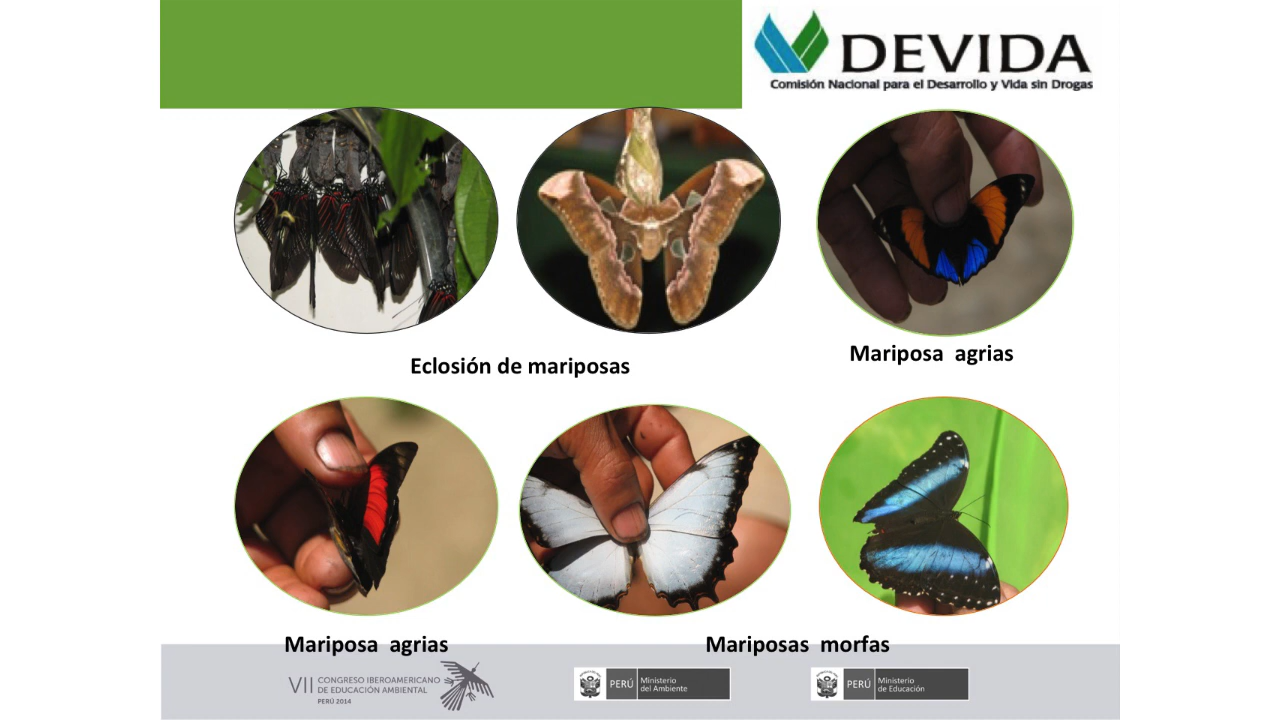 DEVIDA
Comisión Nacional para el Desarrollo y Vida sin Drogas
Mariposa agrias
Eclosión de mariposas
Mariposa agrias
Mariposas morfas
VII CONGRESO IBEROAMERICANO
DE EDUCACIÓN AMBIENTAL
PERÚ 2014
PERÚ Ministerio
del Ambiente
PERÚ Ministerio
de Educación